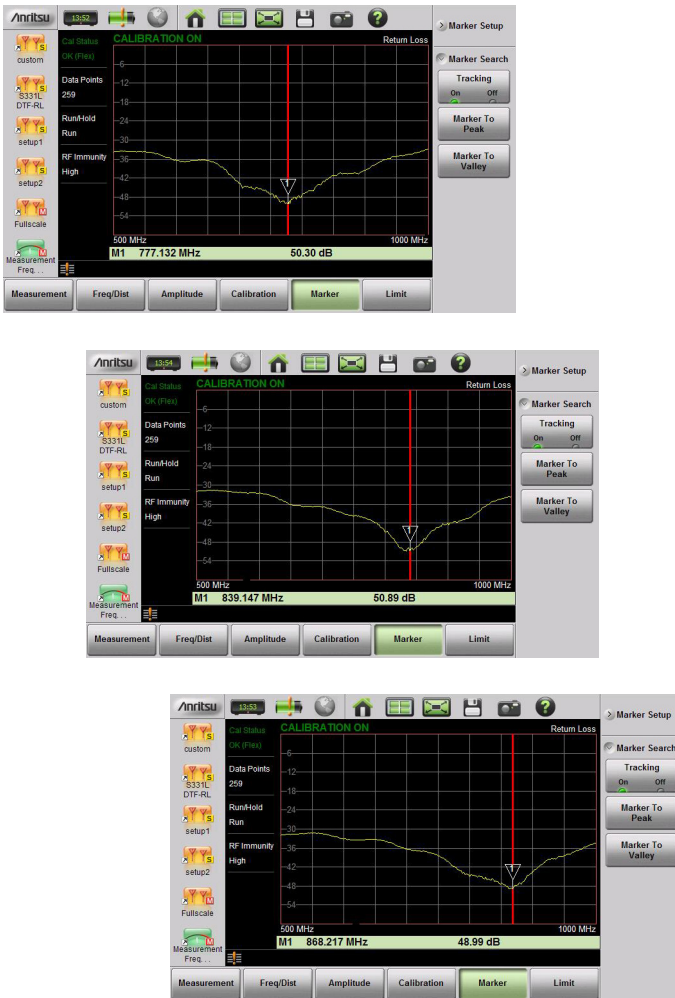 Anritsu 13:52 ?
Marker Setup
Cal Status CALIBRATION ON Return Loss
OK (Flex)
custom
Marker Search
Tracking
On Off
Data Points
259
S331L
DTF-RL
Run/Hold
Run
setup1
Marker To
Peak
RF Immunity
High
setup2
Marker To
Valley
-6
-12
-18
-24
-30
-36
-42
-48
-54
1
Fullscale
500 MHz 1000 MHz
M1 777.132 MHz 50.30 dB
Measurement
Freq. . .
Measurement Freq/Dist Amplitude Calibration Marker Limit
Anritsu 13:54 ?
Marker Setup
Cal Status CALIBRATION ON Return Loss
OK (Flex)
custom
Marker Search
Tracking
On Off
Data Points
259
S331L
DTF-RL
Run/Hold
Run
setup1
Marker To
Peak
RF Immunity
High
setup2
Marker To
Valley
-6
-12
-18
-24
-30
-36
-42
-48
-54
1
Fullscale
500 MHz 1000 MHz
M1 839.147 MHz 50.89 dB
Measurement
Freq. . .
Measurement Freq/Dist Amplitude Calibration Marker Limit
Anritsu 13:53 ?
Marker Setup
Cal Status CALIBRATION ON Return Loss
OK (Flex)
custom
Marker Search
Tracking
On Off
Data Points
259
S331L
DTF-RL
Run/Hold
Run
setup1
Marker To
Peak
RF Immunity
High
setup2
Marker To
Valley
-6
-12
-18
-24
-30
-36
-42
-48
-54
1
Fullscale
500 MHz 1000 MHz
M1 868.217 MHz 48.99 dB
Measurement
Freq. . .
Measurement Freq/Dist Amplitude Calibration Marker Limit